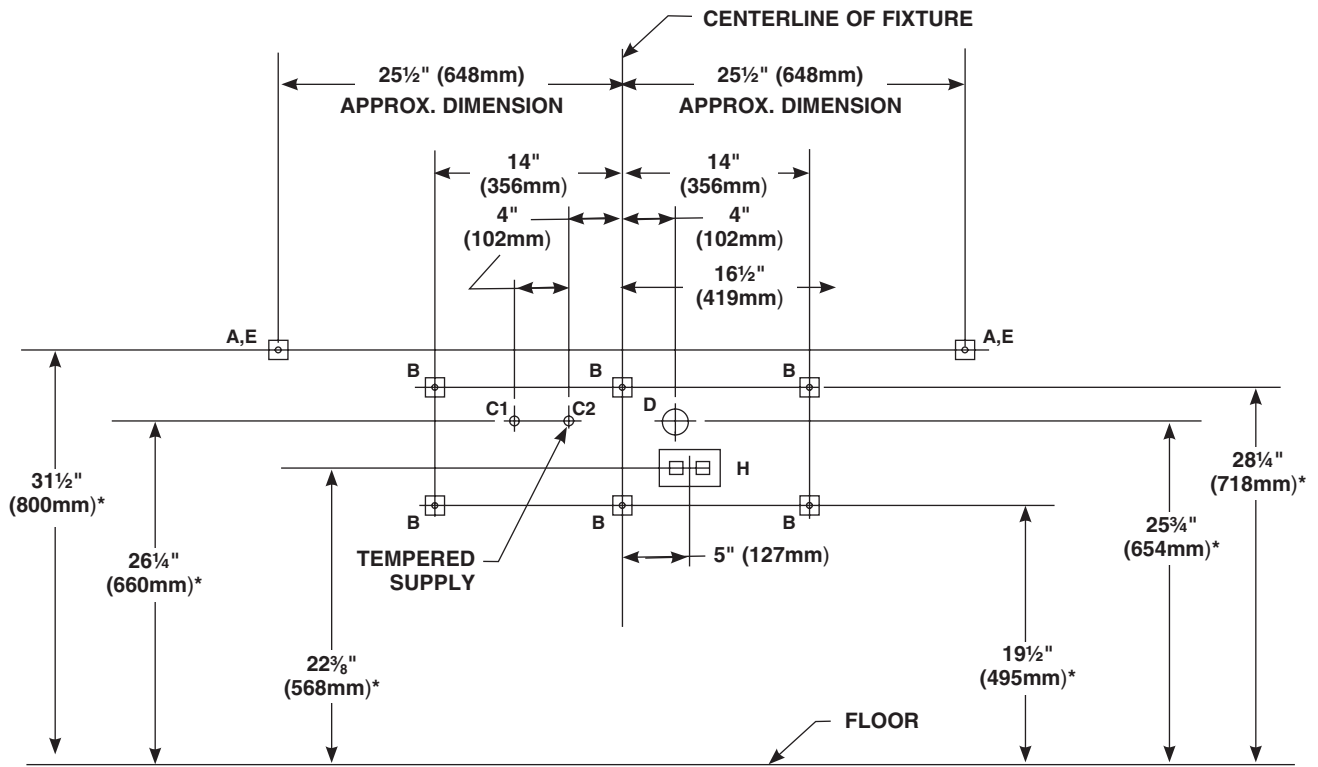 CENTERLINE OF FIXTURE
25½" (648mm)
APPROX. DIMENSION
25½" (648mm)
APPROX. DIMENSION
14"
(356mm)
14"
(356mm)
4"
(102mm)
4"
(102mm)
16½"
(419mm)
A,E
A,E
B
B
B
C1
C2
D
H
B
B
B
31½"
(800mm)*
28¼"
(718mm)*
26¼"
(660mm)*
TEMPERED
SUPPLY
5" (127mm)
25¾"
(654mm)*
22⅜"
(568mm)*
19½"
(495mm)*
FLOOR